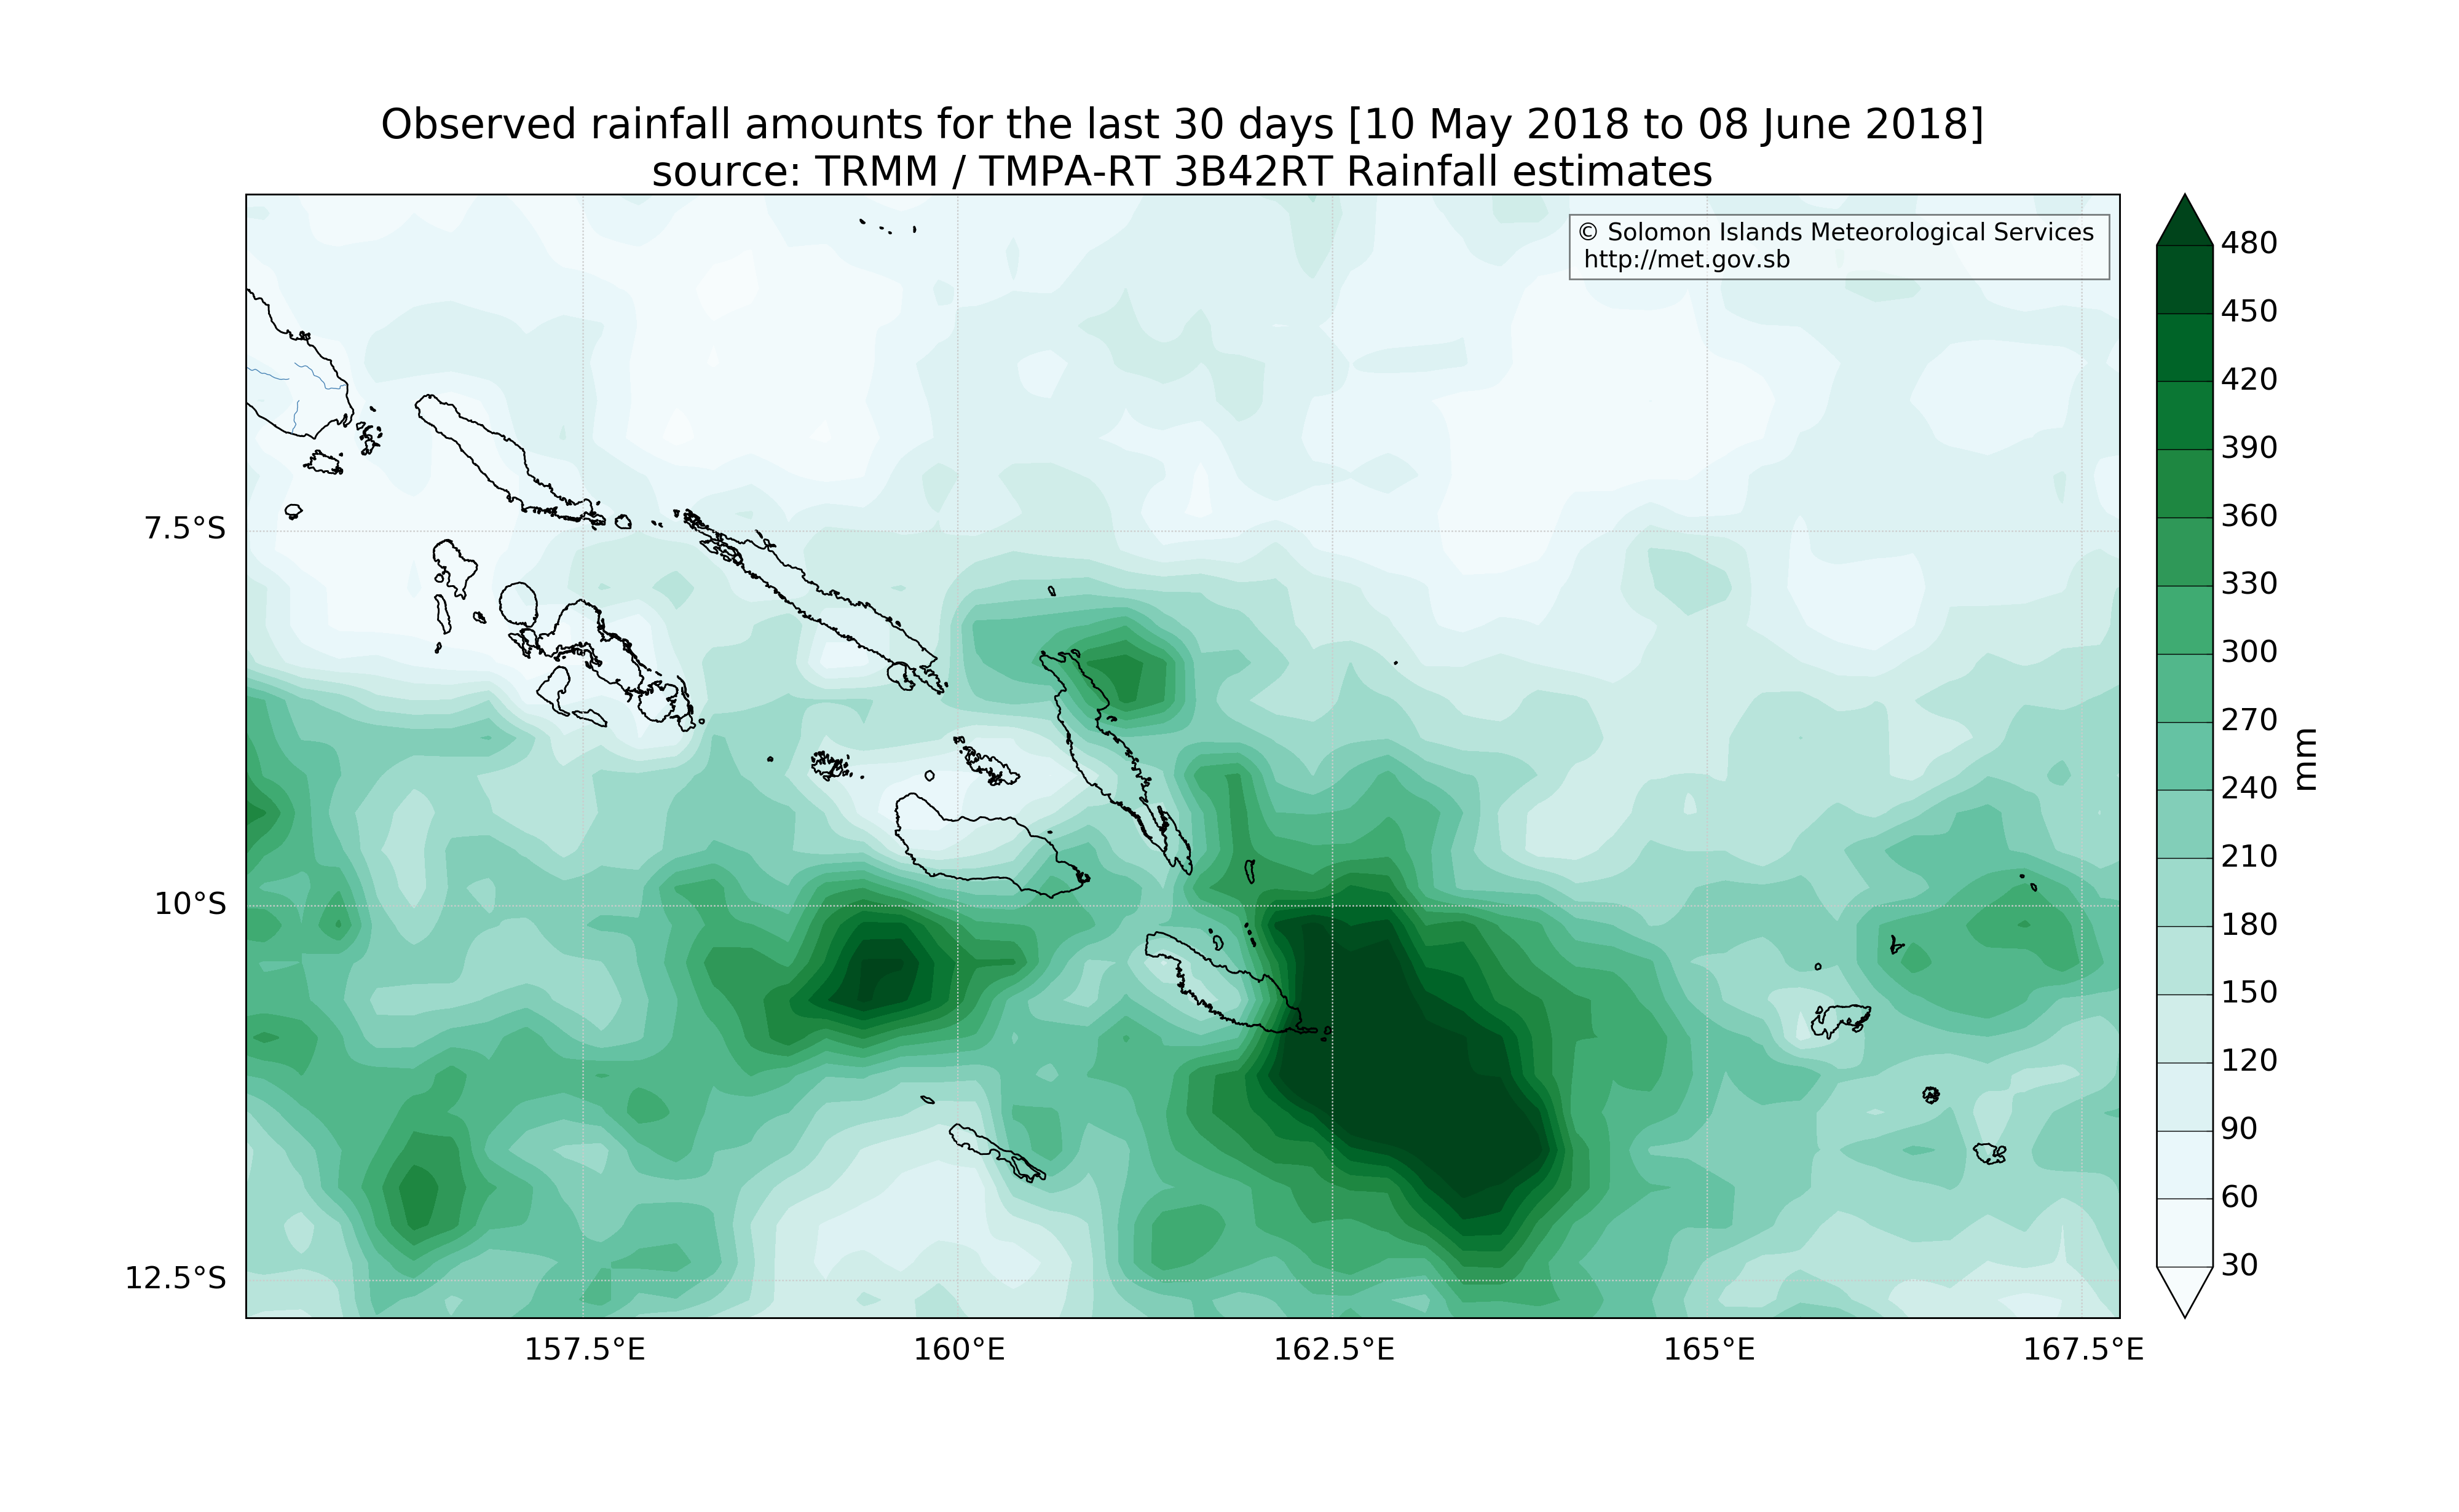 Observed rainfall amounts for the last 30 days [10 May 2018 to 08 June 2018]
source: TRMM / TMPA-RT 3B42RT Rainfall estimates
© Solomon Islands Meteorological Services
http://met.gov.sb
7.5°S
10°S
12.5°S
157.5°E
160°E
162.5°E
165°E
167.5°E
480
450
420
390
360
330
300
270
240
210
180
150
120
90
60
30
mm